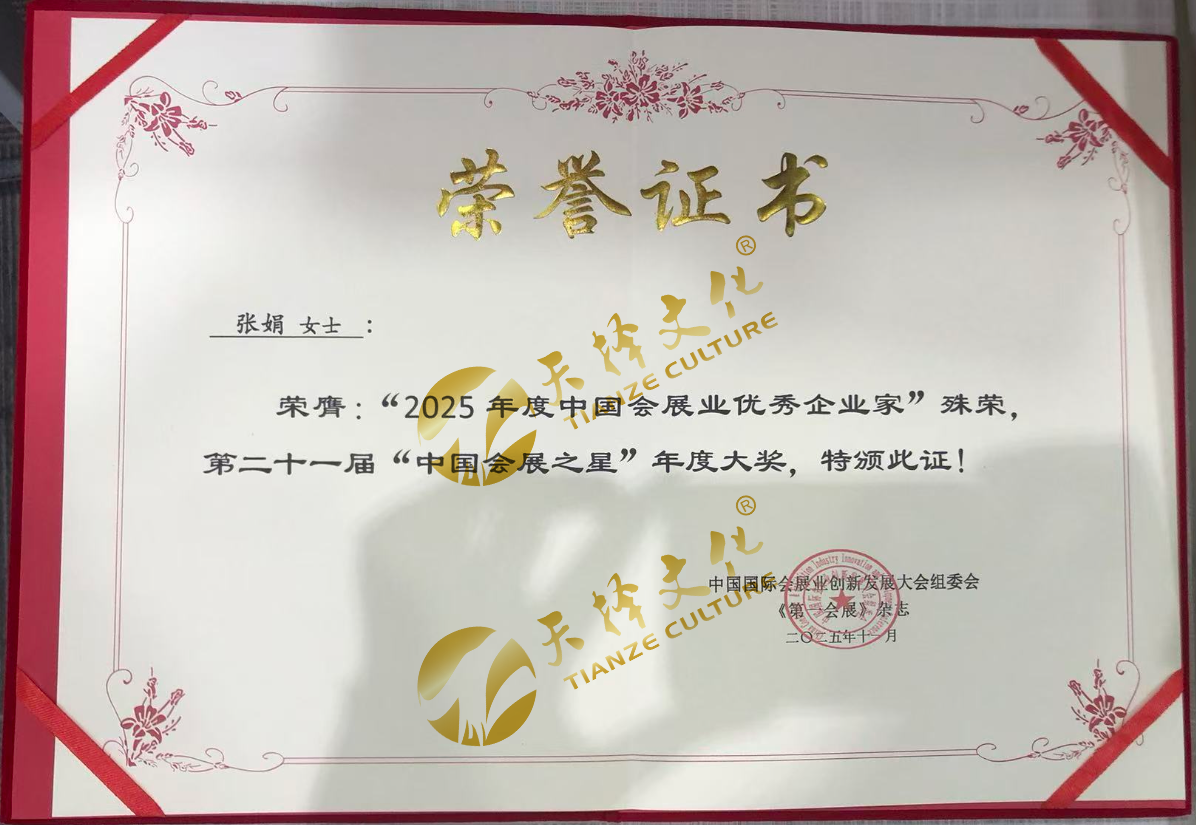 荣誉证书
张娟 女士 :
荣膺:“2025 年度中国会展业优秀企业家”殊荣,
第二十一届“中国会展之星”年度大奖,特颁此证!
天择文化®
TIANZE CULTURE
天择文化®
TIANZE CULTURE
中国国际会展业创新发展大会组委会
《第一会展》杂志
二〇二五年十一月